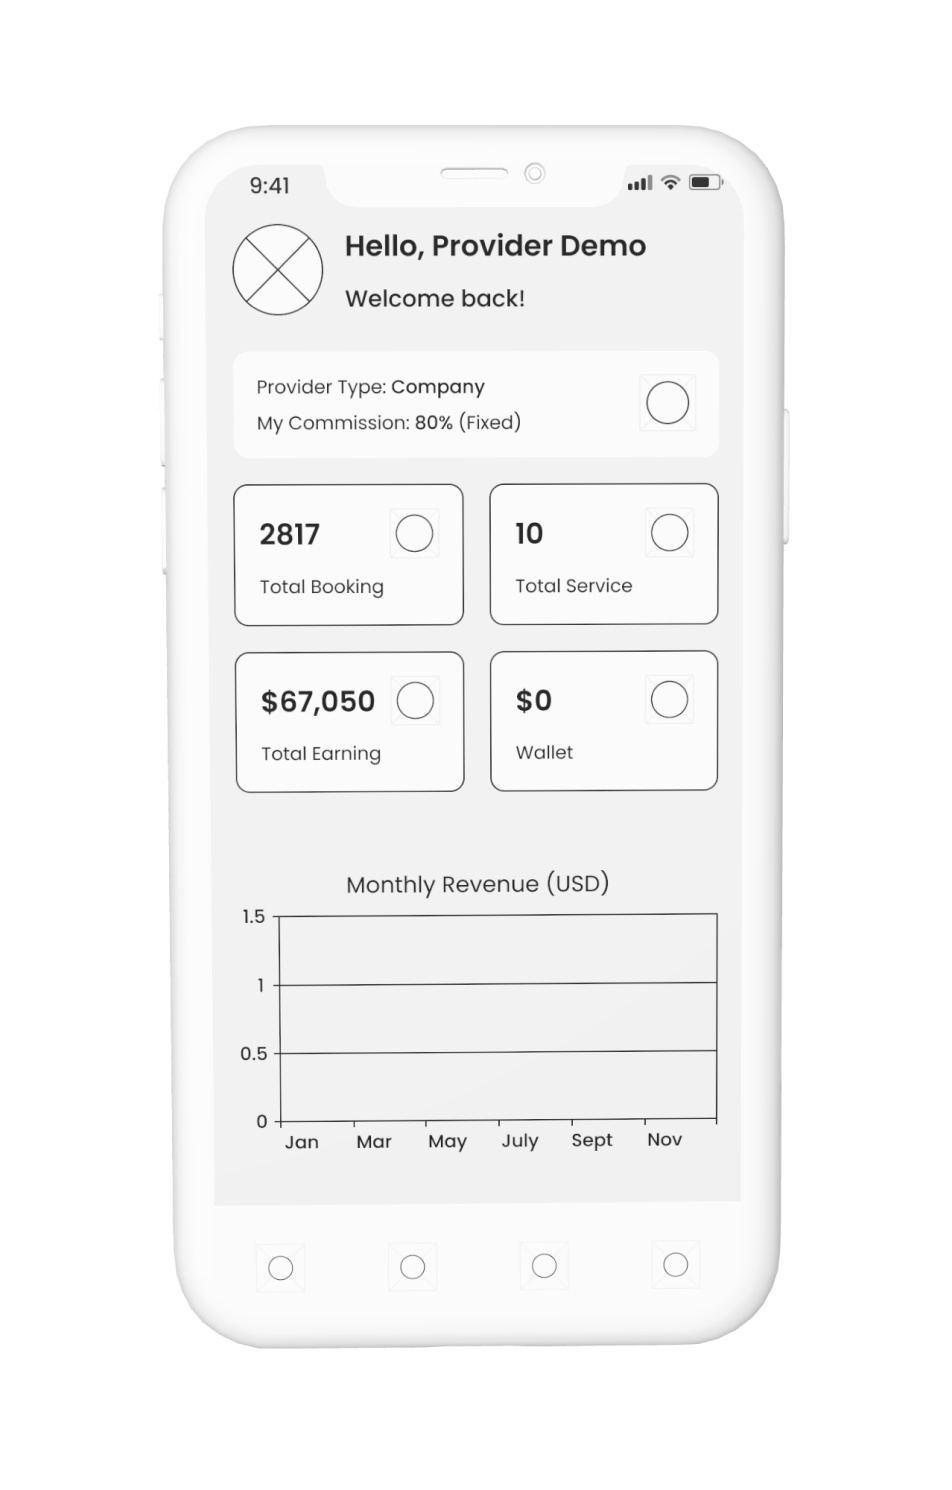 9:41
Hello, Provider Demo
Welcome back!
Provider Type: Company
My Commission: 80% (Fixed)
2817
Total Booking
10
Total Service
$67,050
Total Earning
$0
Wallet
Monthly Revenue (USD)
1.5
1
0.5
0
Jan Mar May July Sept Nov